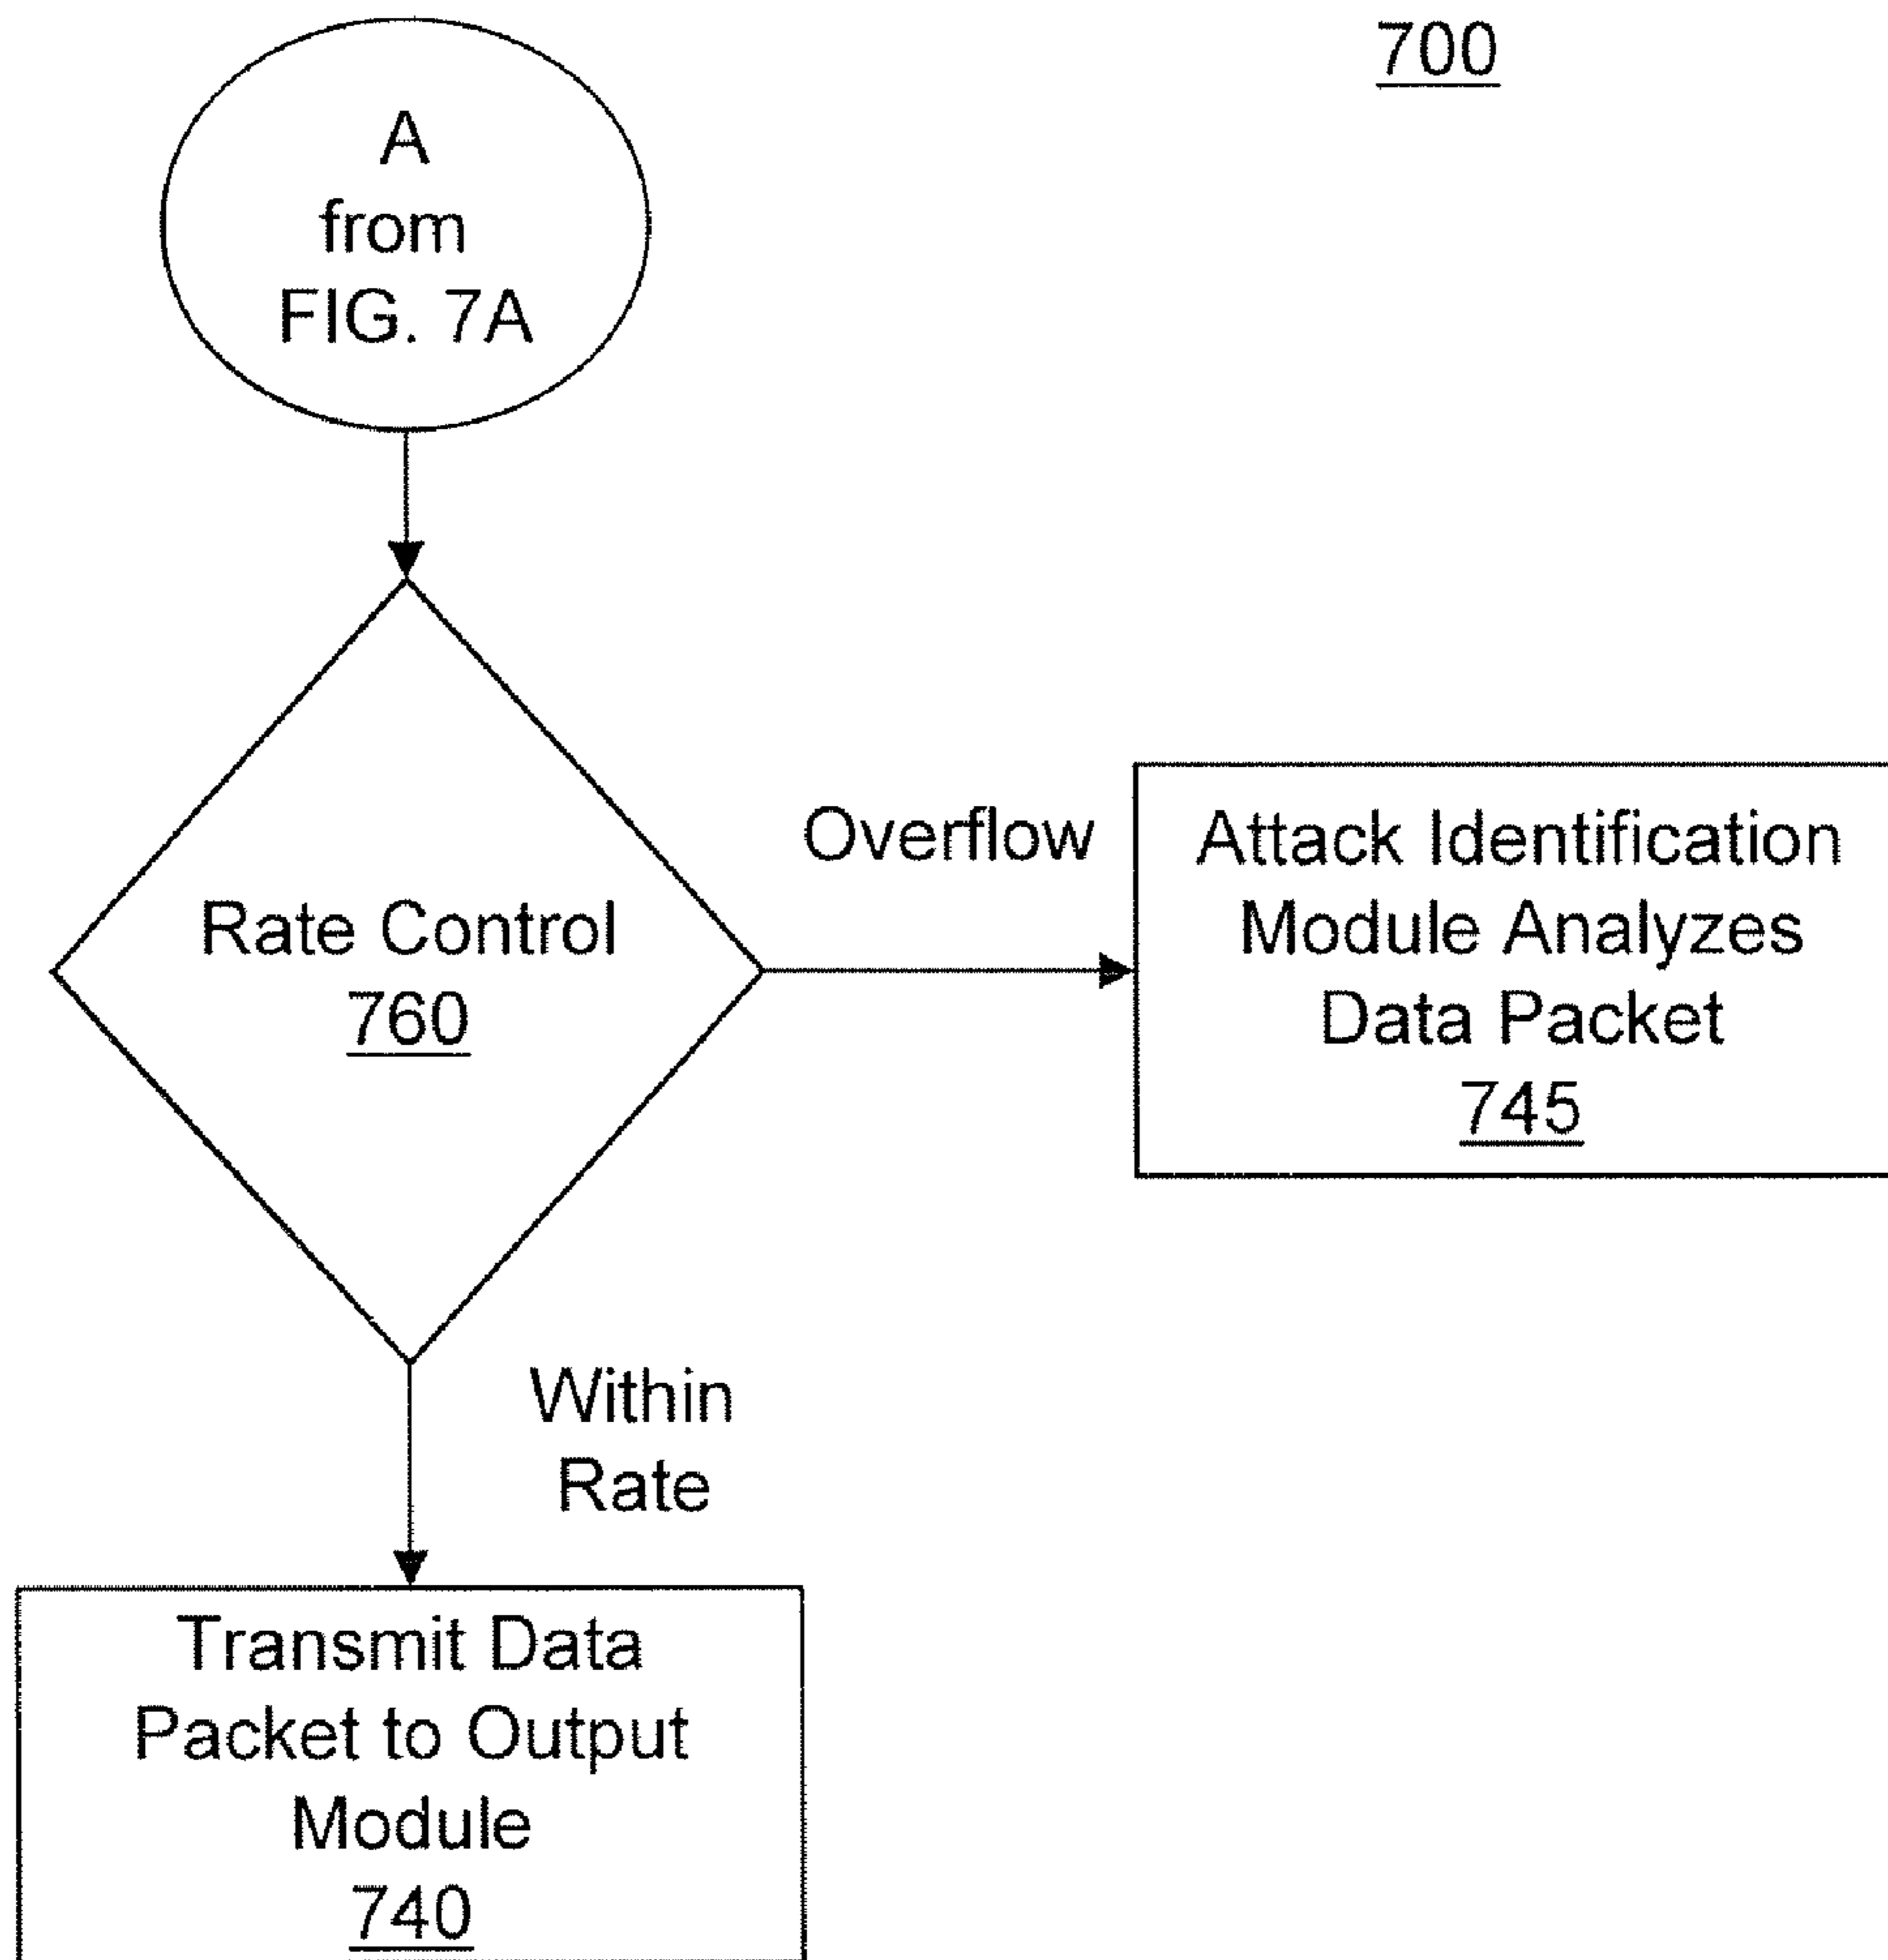 700
A
from
FIG. 7A
Rate Control
760
Overflow
Attack Identification
Module Analyzes
Data Packet
745
Within
Rate
Transmit Data
Packet to Output
Module
740